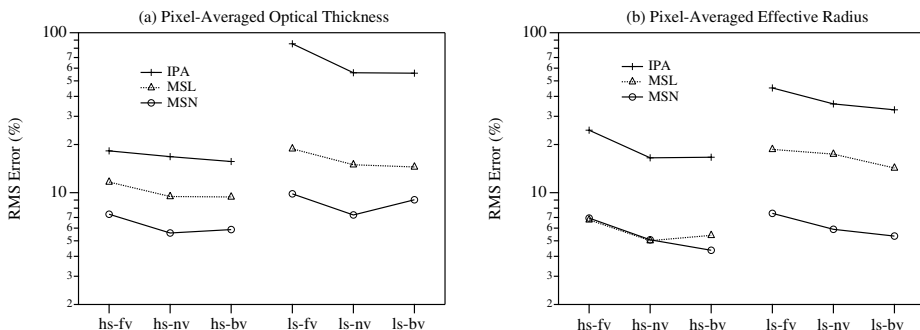 (a) Pixel-Averaged Optical Thickness
100
7
6
5
4
3
2
10
7
6
5
4
3
2
RMS Error (%)
IPA
MSL
MSN
hs-fv hs-nv hs-bv ls-fv ls-nv ls-bv
(b) Pixel-Averaged Effective Radius
100
7
6
5
4
3
2
10
7
6
5
4
3
2
RMS Error (%)
IPA
MSL
MSN
hs-fv hs-nv hs-bv ls-fv ls-nv ls-bv